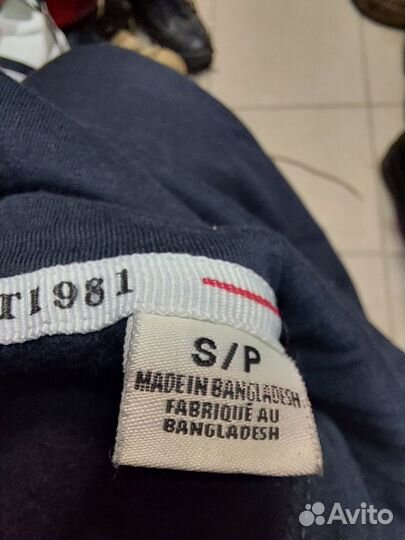 T1981
S/P
MADE IN BANGLADESH
FABRIQUÉ AU
BANGLADESH
Avito